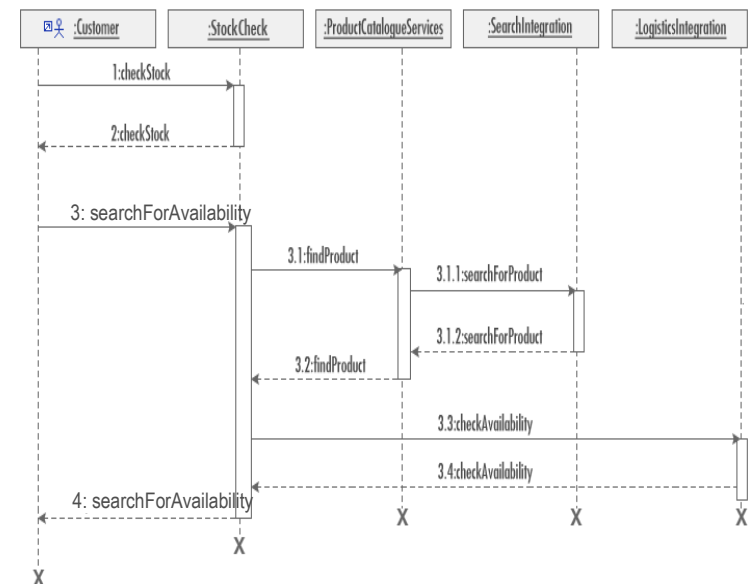 :Customer
:StockCheck
:ProductCatalogueServices
:SearchIntegration
:LogisticsIntegration
1:checkStock
2:checkStock
3: searchForAvailability
3.1:findProduct
3.1.1:searchForProduct
3.1.2:searchForProduct
3.2:findProduct
3.3:checkAvailability
3.4:checkAvailability
4: searchForAvailability
X
X
X
X
X